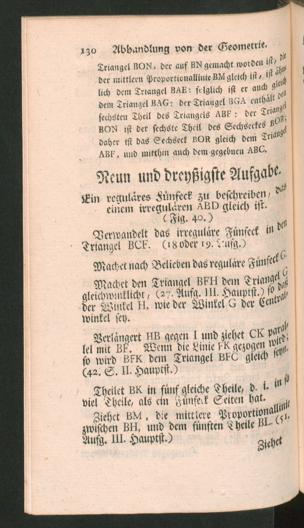 130 Abhandlung von der Geometrie.
Triangel BON, der auf BN gemacht worden ist, die
der mittlern Proportionallinie BM gleich ist, ist ähn-
lich dem Triangel BAE: folglich ist er auch gleich
dem Triangel BAG: der Triangel BGA enthält den
sechsten Theil des Triangels ABF: der Triangel
BON ist der sechste Theil des Sechseckes BOR;
daher ist das Sechseck BOR gleich dem Triangel
ABF, und mithin auch dem gegebnen ABC.
Neun und dreyßigste Aufgabe.
Ein reguläres Fünfeck zu beschreiben, das
einem irregulären ABD gleich ist.
(Fig. 40.)
Verwandelt das irreguläre Fünfeck in den
Triangel BCF. (18 oder 19. Aufg.)
Machet nach Belieben das reguläre Fünfeck G.
Machet den Triangel BFH dem Triangel G
gleichwinklicht, (27. Aufg. III. Hauptst.) so daß
der Winkel H, wie der Winkel G der Central-
winkel sey.
Verlängert HB gegen I und ziehet CK paral-
lel mit BF. Wenn die Linie FK gezogen wird;
so wird BFK dem Triangel BFC gleich seyn.
(42. S. II. Hauptst.)
Theilet BK in fünf gleiche Theile, d. i. in so
viel Theile, als ein Fünfeck Seiten hat.
Ziehet BM, die mittlere Proportionallinie
zwischen BH, und dem fünften Theile BL. (51.
Aufg. III. Hauptst.)
Ziehet